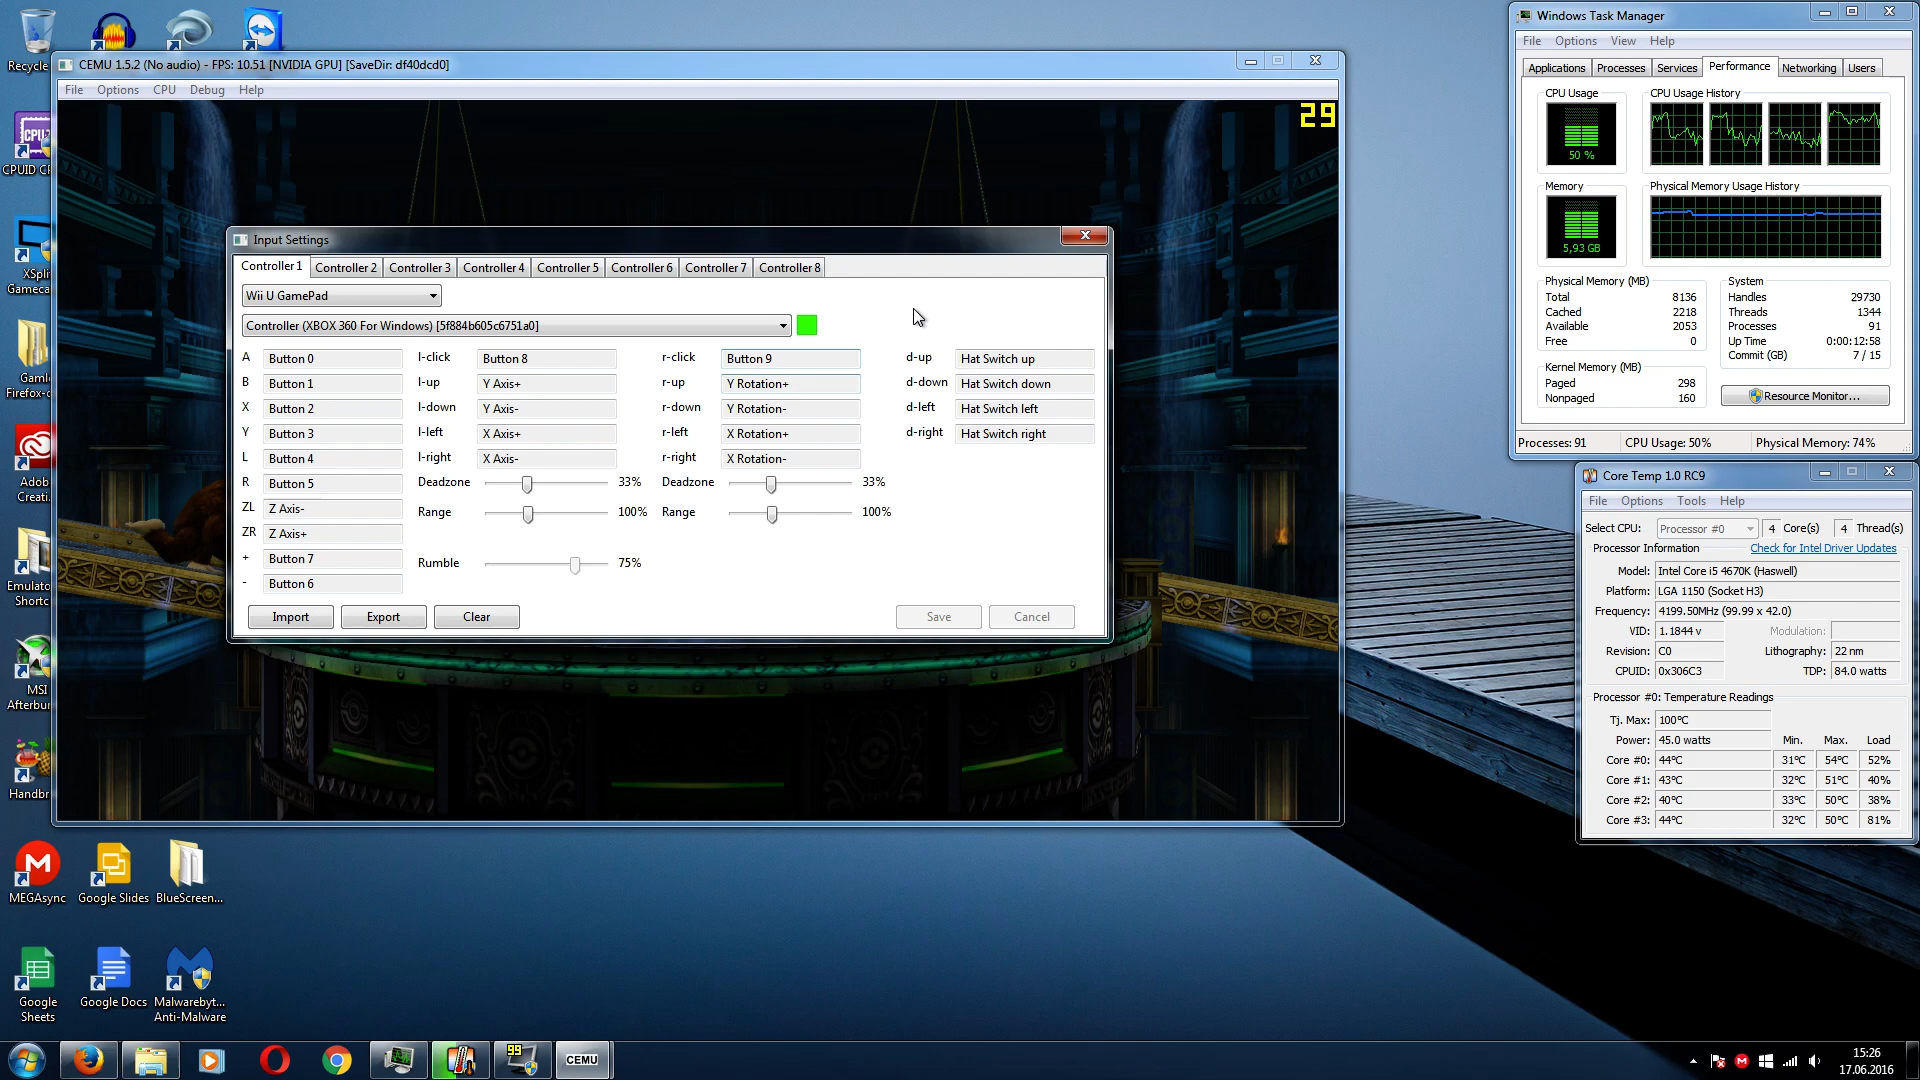 Recycle
CPUID CP
XSpli
Gamecas
Gamle
Firefox-d
Adob
Creati.
Emulato
Shortc
MSI
Afterbur
Handbr
MEGAsync
Google Slides
BlueScreen...
Google
Sheets
Google Docs
Malwarebyt...
Anti-Malware
CEMU 1.5.2 (No audio) - FPS: 10.51 [NVIDIA GPU] [SaveDir: df40dcd0]
File Options CPU Debug Help
29
Input Settings
Controller 1 Controller 2 Controller 3 Controller 4 Controller 5 Controller 6 Controller 7 Controller 8
Wii U GamePad
Controller (XBOX 360 For Windows) [5f884b605c6751a0]
A Button 0 l-click Button 8 r-click Button 9 d-up Hat Switch up
B Button 1 l-up Y Axis+ r-up Y Rotation+ d-down Hat Switch down
X Button 2 l-down Y Axis- r-down Y Rotation- d-left Hat Switch left
Y Button 3 l-left X Axis+ r-left X Rotation+ d-right Hat Switch right
L Button 4 l-right X Axis- r-right X Rotation-
R Button 5 Deadzone 33% Deadzone 33%
ZL Z Axis- Range 100% Range 100%
ZR Z Axis+
+ Button 7 Rumble 75%
- Button 6
Import Export Clear Save Cancel
Windows Task Manager
File Options View Help
Applications Processes Services Performance Networking Users
CPU Usage CPU Usage History
50 %
Memory Physical Memory Usage History
5,93 GB
Physical Memory (MB)
Total 8136
Cached 2218
Available 2053
Free 0
Kernel Memory (MB)
Paged 298
Nonpaged 160
System
Handles 29730
Threads 1344
Processes 91
Up Time 0:00:12:58
Commit (GB) 7 / 15
Resource Monitor...
Processes: 91 CPU Usage: 50% Physical Memory: 74%
Core Temp 1.0 RC9
File Options Tools Help
Select CPU: Processor #0 4 Core(s) 4 Thread(s)
Processor Information Check for Intel Driver Updates
Model: Intel Core i5 4670K (Haswell)
Platform: LGA 1150 (Socket H3)
Frequency: 4199.50MHz (99.99 x 42.0)
VID: 1.1844 v Modulation:
Revision: C0 Lithography: 22 nm
CPUID: 0x306C3 TDP: 84.0 watts
Processor #0: Temperature Readings
Tj. Max: 100°C
Power: 45.0 watts Min. Max. Load
Core #0: 44°C 31°C 54°C 52%
Core #1: 43°C 32°C 51°C 40%
Core #2: 40°C 33°C 50°C 38%
Core #3: 44°C 32°C 50°C 81%
99
CEMU
15:26
17.06.2016